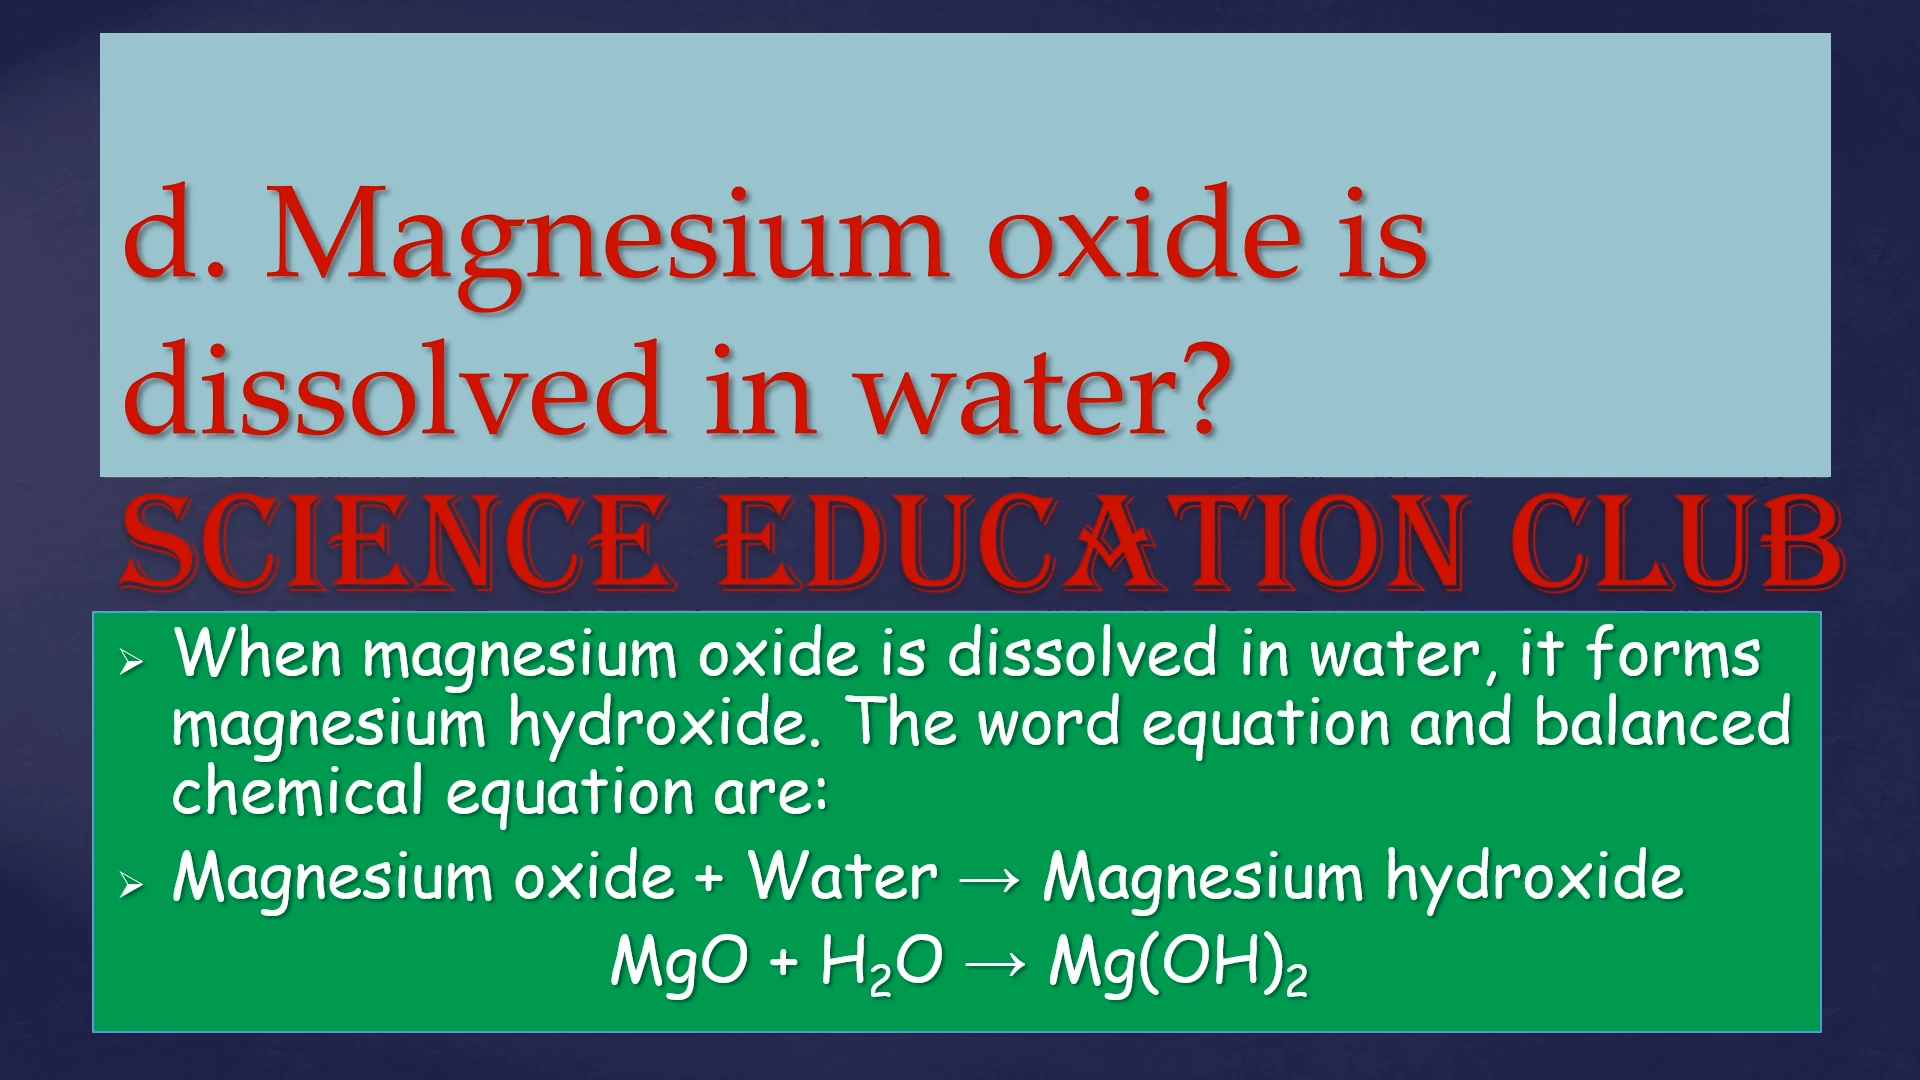 d. Magnesium oxide is
dissolved in water?
SCIENCE EDUCATION CLUB
➢ When magnesium oxide is dissolved in water, it forms
magnesium hydroxide. The word equation and balanced
chemical equation are:
➢ Magnesium oxide + Water → Magnesium hydroxide
MgO + H₂O → Mg(OH)₂